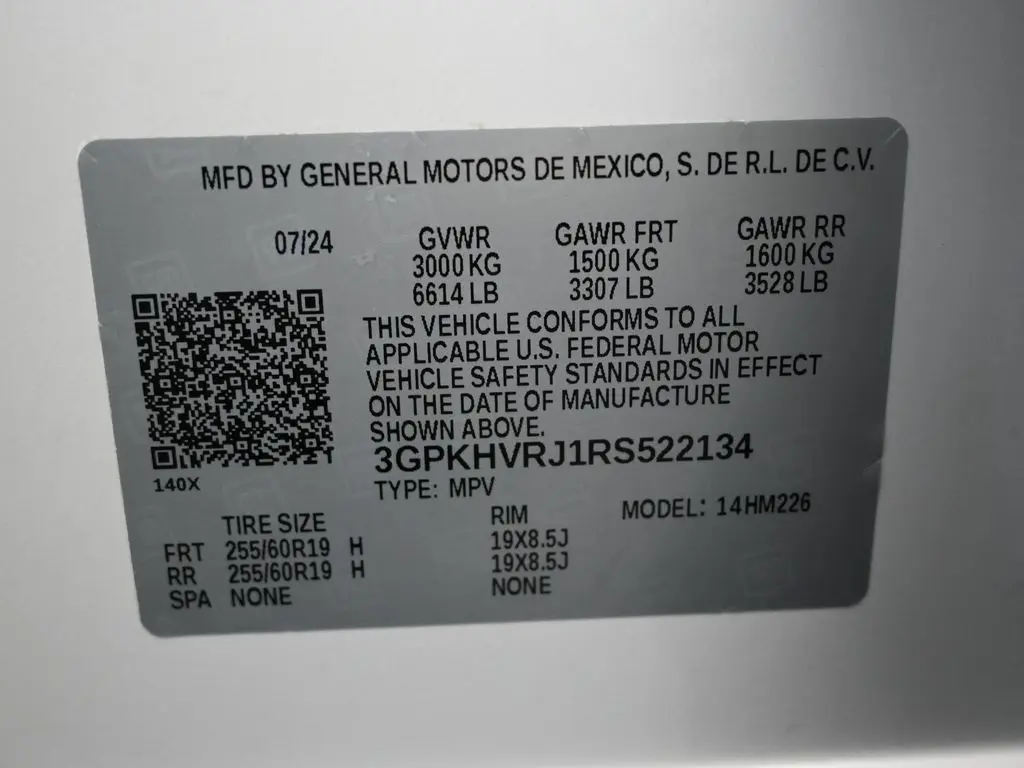 MFD BY GENERAL MOTORS DE MEXICO, S. DE R.L. DE C.V.
07/24 GVWR GAWR FRT GAWR RR
3000 KG 1500 KG 1600 KG
6614 LB 3307 LB 3528 LB
THIS VEHICLE CONFORMS TO ALL
APPLICABLE U.S. FEDERAL MOTOR
VEHICLE SAFETY STANDARDS IN EFFECT
ON THE DATE OF MANUFACTURE
SHOWN ABOVE.
3GPKHVRJ1RS522134
140X
TYPE: MPV
TIRE SIZE RIM MODEL: 14HM226
FRT 255/60R19 H 19X8.5J
RR 255/60R19 H 19X8.5J
SPA NONE NONE